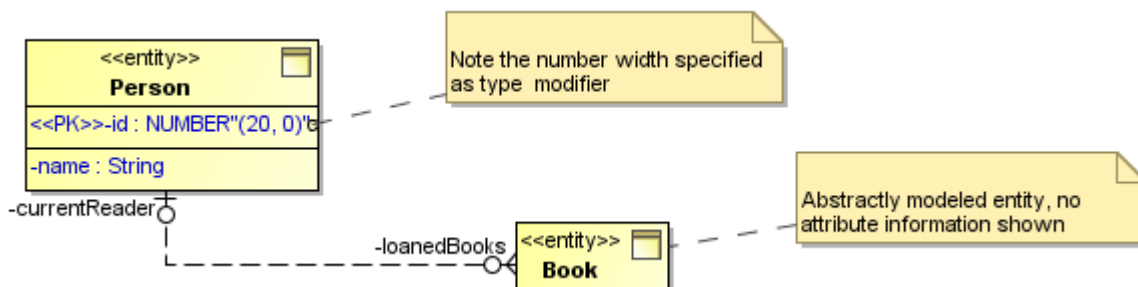 <<entity>>
Person
<<PK>>-id : NUMBER"(20, 0)"
-name : String
Note the number width specified
as type modifier
-currentReader
-loanedBooks
<<entity>>
Book
Abstractly modeled entity, no
attribute information shown